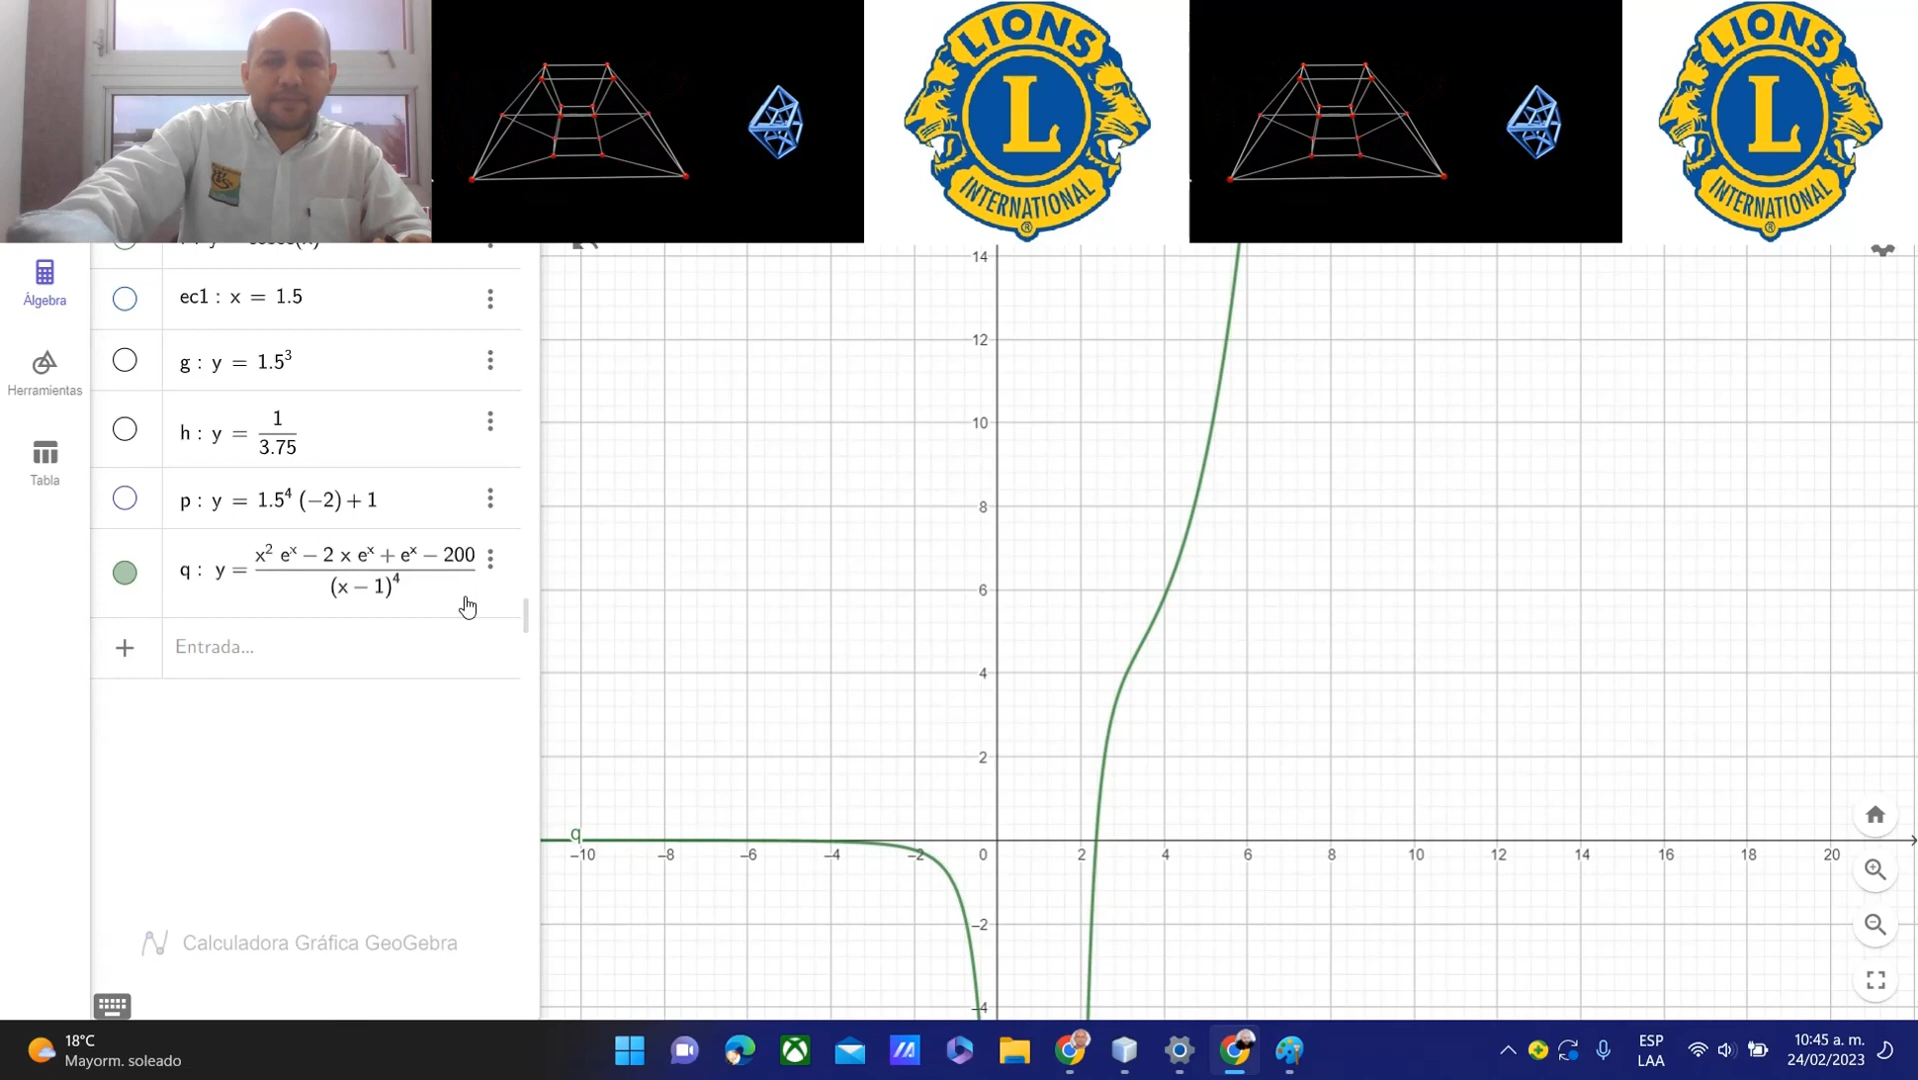 LIONS
L
INTERNATIONAL
®
LIONS
L
INTERNATIONAL
®
Álgebra
Herramientas
Tabla
ec1 : x = 1.5
g : y = 1.5³
h : y = 1/3.75
p : y = 1.5⁴ (−2) + 1
q : y = (x² eˣ − 2 x eˣ + eˣ − 200)/(x − 1)⁴
+ Entrada...
Calculadora Gráfica GeoGebra
14
12
10
8
6
4
2
−2
−4
q
−10 −8 −6 −4 −2 0 2 4 6 8 10 12 14 16 18 20
18°C
Mayorm. soleado
ESP
LAA
10:45 a. m.
24/02/2023